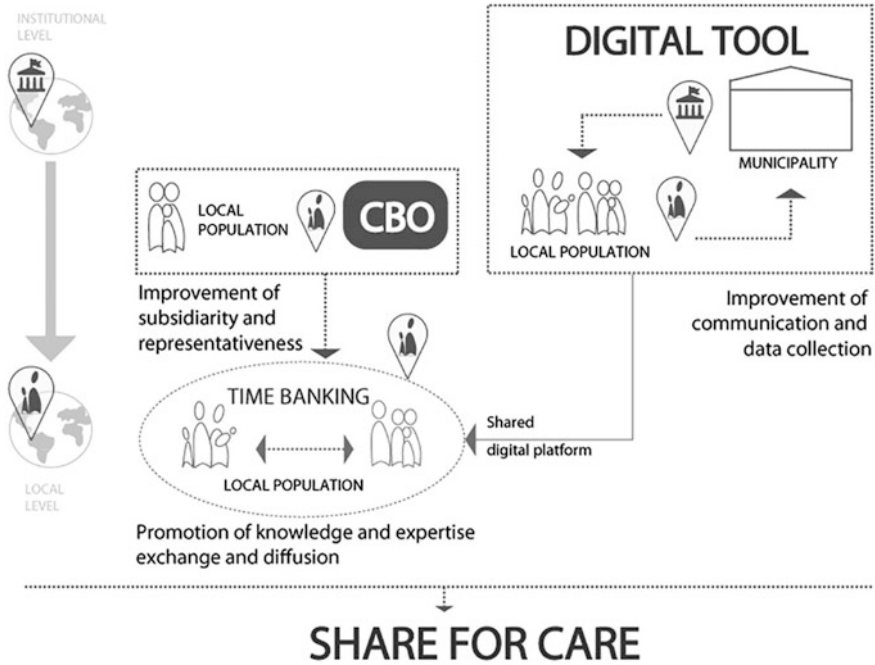 INSTITUTIONAL
LEVEL
DIGITAL TOOL
MUNICIPALITY
LOCAL POPULATION
LOCAL
POPULATION
CBO
Improvement of
subsidiarity and
representativeness
Improvement of
communication and
data collection
TIME BANKING
LOCAL POPULATION
Shared
digital platform
LOCAL
LEVEL
Promotion of knowledge and expertise
exchange and diffusion
SHARE FOR CARE